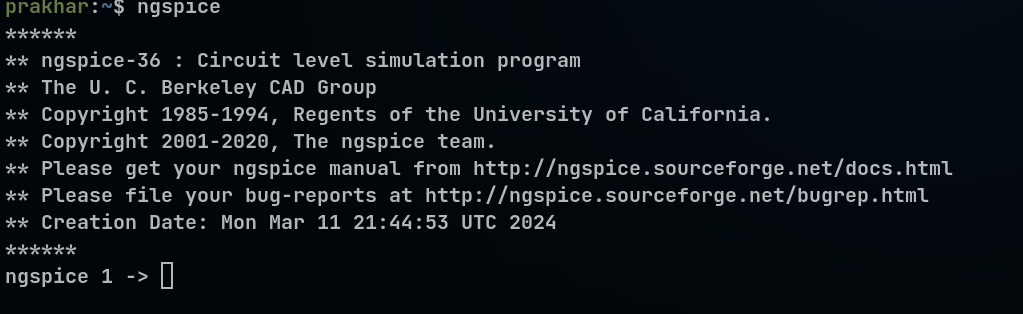 prakhar:~$ ngspice
******
** ngspice-36 : Circuit level simulation program
** The U. C. Berkeley CAD Group
** Copyright 1985-1994, Regents of the University of California.
** Copyright 2001-2020, The ngspice team.
** Please get your ngspice manual from http://ngspice.sourceforge.net/docs.html
** Please file your bug-reports at http://ngspice.sourceforge.net/bugrep.html
** Creation Date: Mon Mar 11 21:44:53 UTC 2024
******
ngspice 1 ->